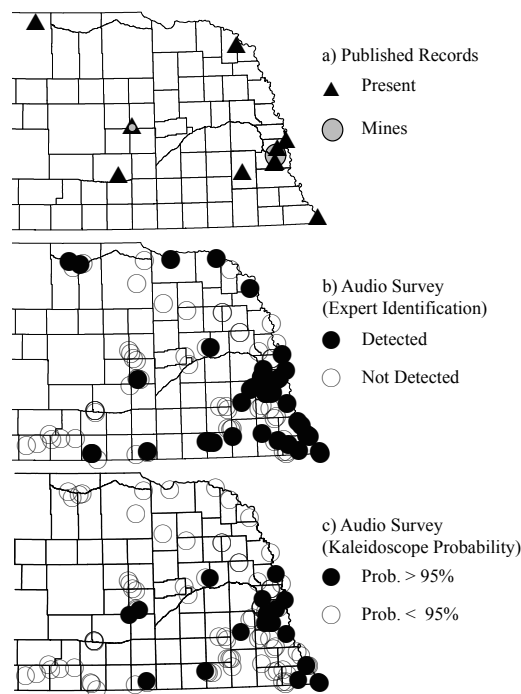 a) Published Records
Present
Mines
b) Audio Survey
(Expert Identification)
Detected
Not Detected
c) Audio Survey
(Kaleidoscope Probability)
Prob. > 95%
Prob. < 95%